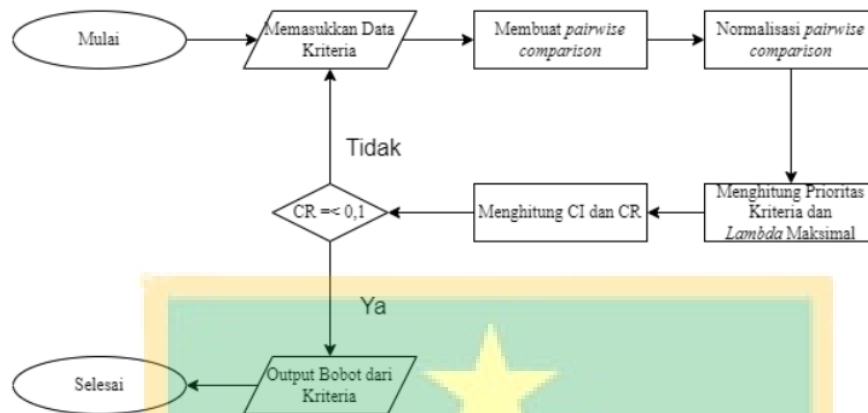 Mulai
Memasukkan Data
Kriteria
Membuat pairwise
comparison
Normalisasi pairwise
comparison
Menghitung Prioritas
Kriteria dan
Lambda Maksimal
Menghitung CI dan CR
CR =< 0,1
Tidak
Ya
Output Bobot dari
Kriteria
Selesai